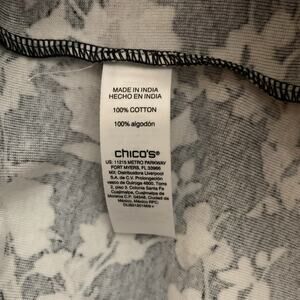 MADE IN INDIA
HECHO EN INDIA
100% COTTON
100% algodón
chico's®
US: 11215 METRO PARKWAY
FORT MYERS, FL 33966
MX: Distribuidora Liverpool
S.A. de C.V. Prolongación
vasco de Quiroga 4800, Torre
2, piso 3. Colonia Santa Fe
Cuajimalpa, Cuajimalpa de
Morelos C.P. 05348, Ciudad de
México, México RFC: